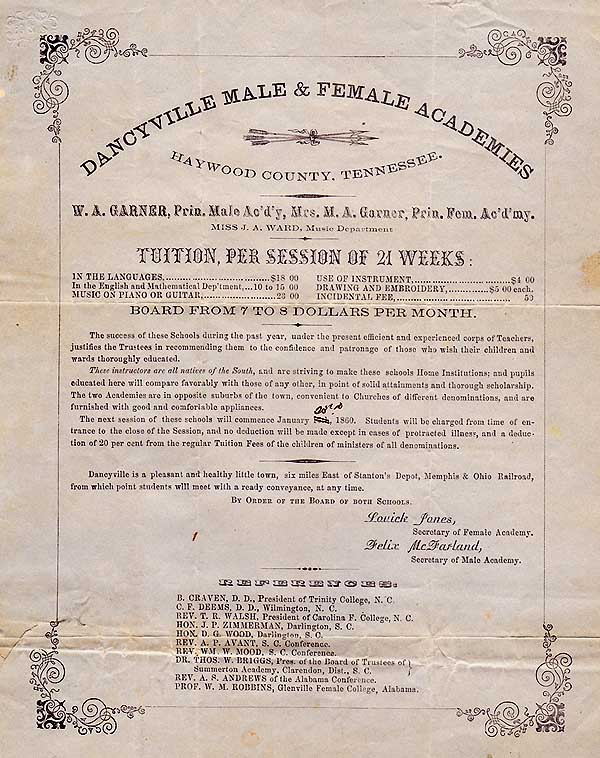 DANCYVILLE MALE & FEMALE ACADEMIES
HAYWOOD COUNTY, TENNESSEE.
W. A. GARNER, Prin. Male Ac'd'y, Mrs. M. A. Garner, Prin. Fem. Ac'd'my.
MISS J. A. WARD, Music Department
TUITION, PER SESSION OF 21 WEEKS:
IN THE LANGUAGES,..............................$18 00
In the English and Mathematical Dep'tment,...10 to 15 00
MUSIC ON PIANO OR GUITAR,......................23 00
USE OF INSTRUMENT,......................$4 00
DRAWING AND EMBROIDERY,..........$5 00 each.
INCIDENTAL FEE,.......................... 50
BOARD FROM 7 TO 8 DOLLARS PER MONTH.
The success of these Schools during the past year, under the present efficient and experienced corps of Teachers,
justifies the Trustees in recommending them to the confidence and patronage of those who wish their children and
wards thoroughly educated.
These instructors are all natives of the South, and are striving to make these schools Home Institutions; and pupils
educated here will compare favorably with those of any other, in point of solid attainments and thorough scholarship.
The two Academies are in opposite suburbs of the town, convenient to Churches of different denominations, and are
furnished with good and comfortable appliances.
The next session of these schools will commence January , 1860. Students will be charged from time of en-
trance to the close of the Session, and no deduction will be made except in cases of protracted illness, and a deduc-
tion of 20 per cent from the regular Tuition Fees of the children of ministers of all denominations.
Dancyville is a pleasant and healthy little town, six miles East of Stanton's Depot, Memphis & Ohio Railroad,
from which point students will meet with a ready conveyance, at any time.
BY ORDER OF THE BOARD OF BOTH SCHOOLS.
Lovick Jones,
Secretary of Female Academy.
Felix McFarland,
Secretary of Male Academy.
REFERENCES:
B. CRAVEN, D. D., President of Trinity College, N. C.
C. F. DEEMS, D. D., Wilmington, N. C.
REV. T. R. WALSH, President of Carolina F. College, N. C.
HON. J. P. ZIMMERMAN, Darlington, S. C.
HON. D. G. WOOD, Darlington, S. C.
REV. A. P. AVANT, S. C. Conference.
REV. WM. W. MOOD, S. C. Conference.
DR. THOS. W. BRIGGS, Pres. of the Board of Trustees of }
Summerton Academy, Clarendon, Dist., S. C.
REV. A. S. ANDREWS of the Alabama Conference.
PROF. W. M. ROBBINS, Glenville Female College, Alabama.